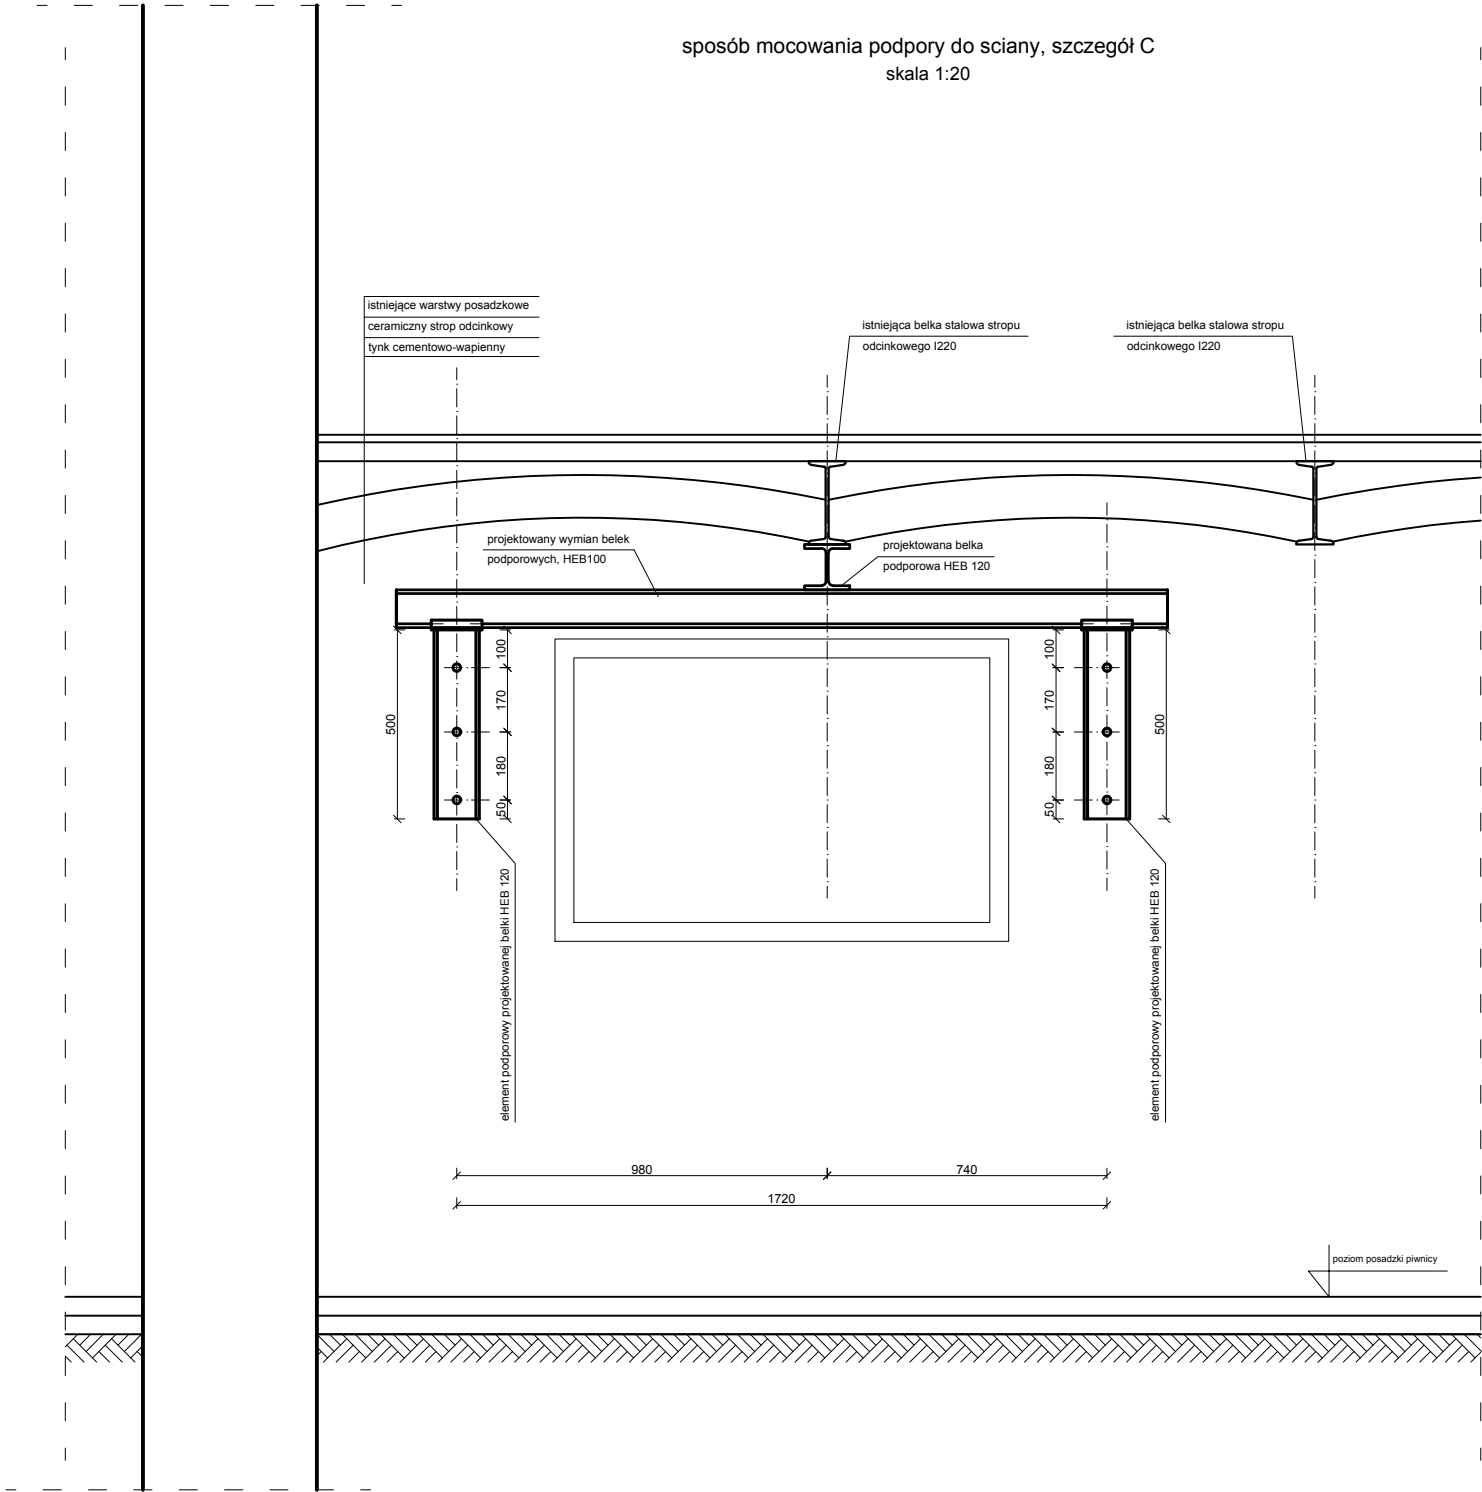 sposób mocowania podpory do sciany, szczegół C
skala 1:20
istniejące warstwy posadzkowe
ceramiczny strop odcinkowy
tynk cementowo-wapienny
istniejąca belka stalowa stropu
odcinkowego I220
istniejąca belka stalowa stropu
odcinkowego I220
projektowany wymian belek
podporowych, HEB100
projektowana belka
podporowa HEB 120
500
100
170
180
50
100
170
180
50
500
element podporowy projektowanej belki HEB 120
element podporowy projektowanej belki HEB 120
980
740
1720
poziom posadzki piwnicy